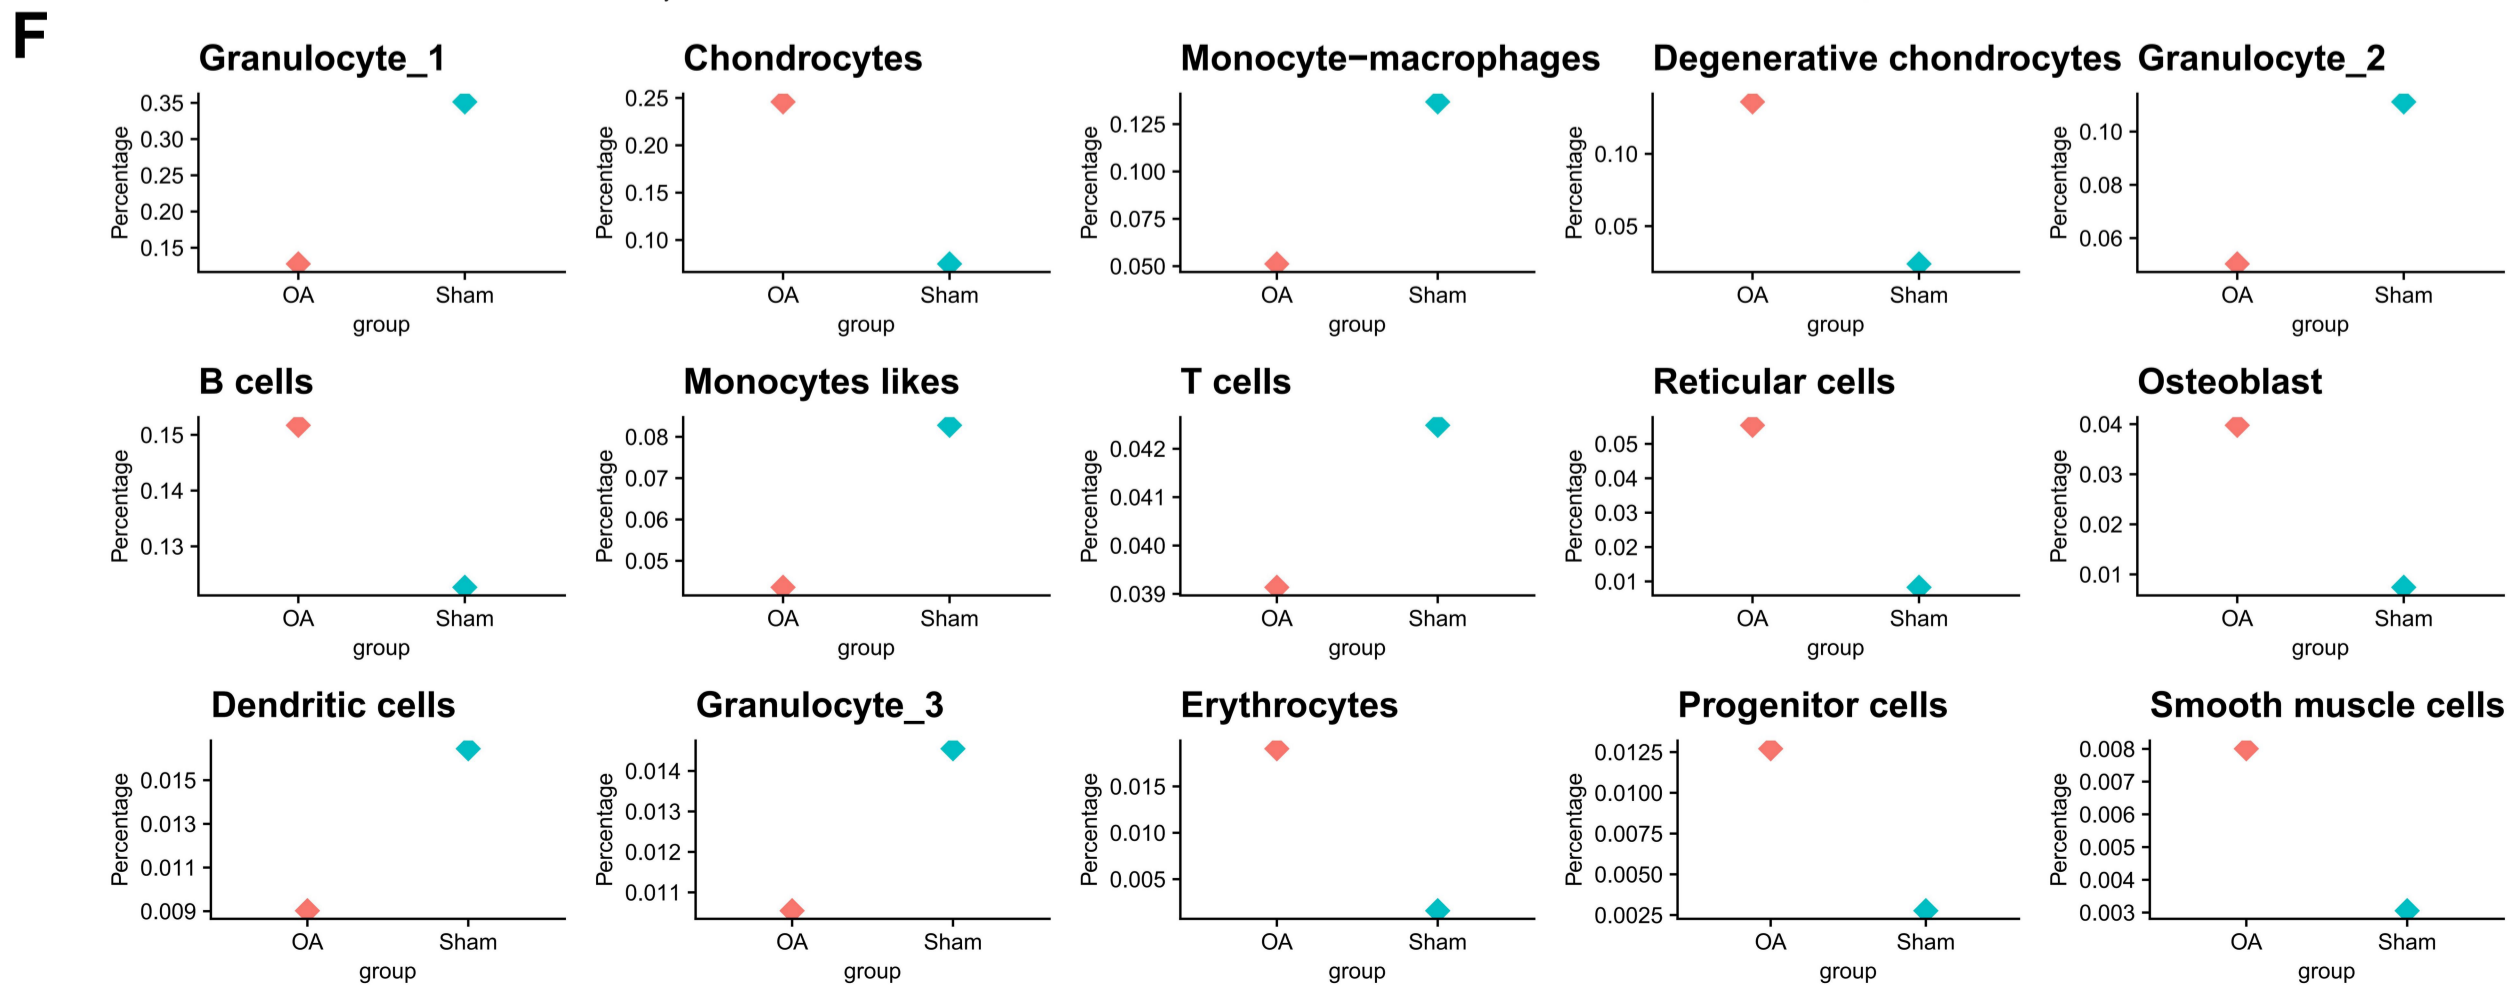 F
Granulocyte_1
Chondrocytes
Monocyte−macrophages
Degenerative chondrocytes
Granulocyte_2
Percentage
0.35
0.30
0.25
0.20
0.15
OA
Sham
group
Percentage
0.25
0.20
0.15
0.10
OA
Sham
group
Percentage
0.125
0.100
0.075
0.050
OA
Sham
group
Percentage
0.10
0.05
OA
Sham
group
Percentage
0.10
0.08
0.06
OA
Sham
group
B cells
Monocytes likes
T cells
Reticular cells
Osteoblast
Percentage
0.15
0.14
0.13
OA
Sham
group
Percentage
0.08
0.07
0.06
0.05
OA
Sham
group
Percentage
0.042
0.041
0.040
0.039
OA
Sham
group
Percentage
0.05
0.04
0.03
0.02
0.01
OA
Sham
group
Percentage
0.04
0.03
0.02
0.01
OA
Sham
group
Dendritic cells
Granulocyte_3
Erythrocytes
Progenitor cells
Smooth muscle cells
Percentage
0.015
0.013
0.011
0.009
OA
Sham
group
Percentage
0.014
0.013
0.012
0.011
OA
Sham
group
Percentage
0.015
0.010
0.005
OA
Sham
group
Percentage
0.0125
0.0100
0.0075
0.0050
0.0025
OA
Sham
group
Percentage
0.008
0.007
0.006
0.005
0.004
0.003
OA
Sham
group